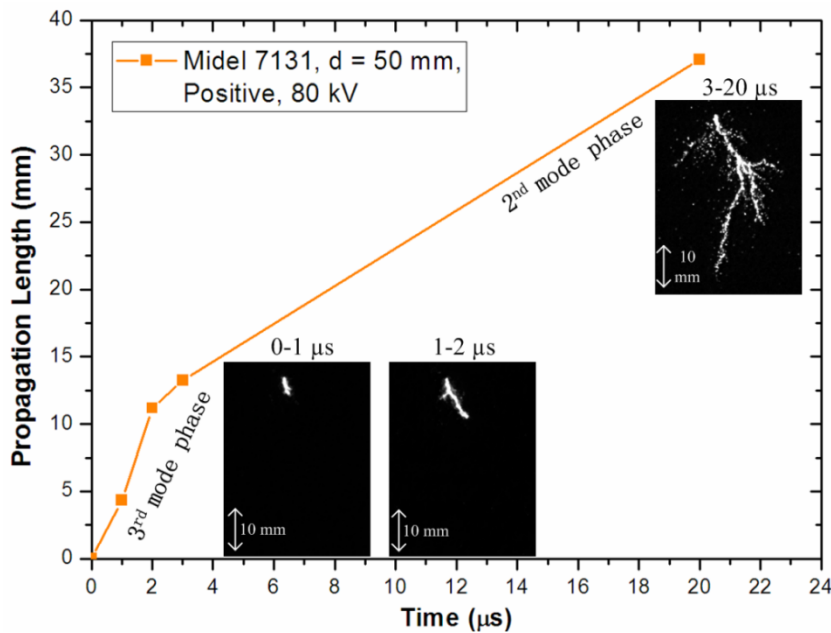 Midel 7131, d = 50 mm,
Positive, 80 kV
Propagation Length (mm)
40
35
30
25
20
15
10
5
0
3-20 μs
2nd mode phase
10
mm
0-1 μs
1-2 μs
3rd mode phase
10 mm
10 mm
0 2 4 6 8 10 12 14 16 18 20 22 24
Time (μs)